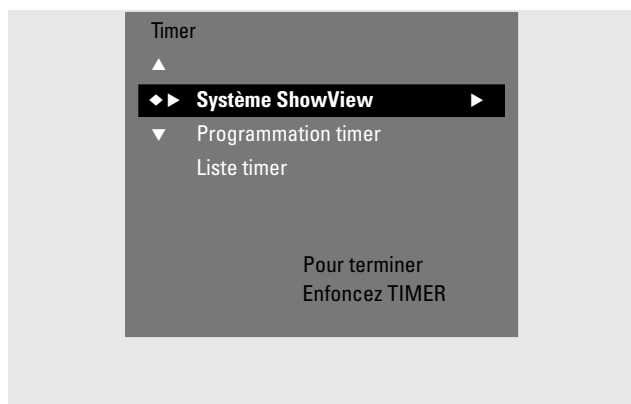 Timer
Système ShowView
Programmation timer
Liste timer
Pour terminer
Enfoncez TIMER